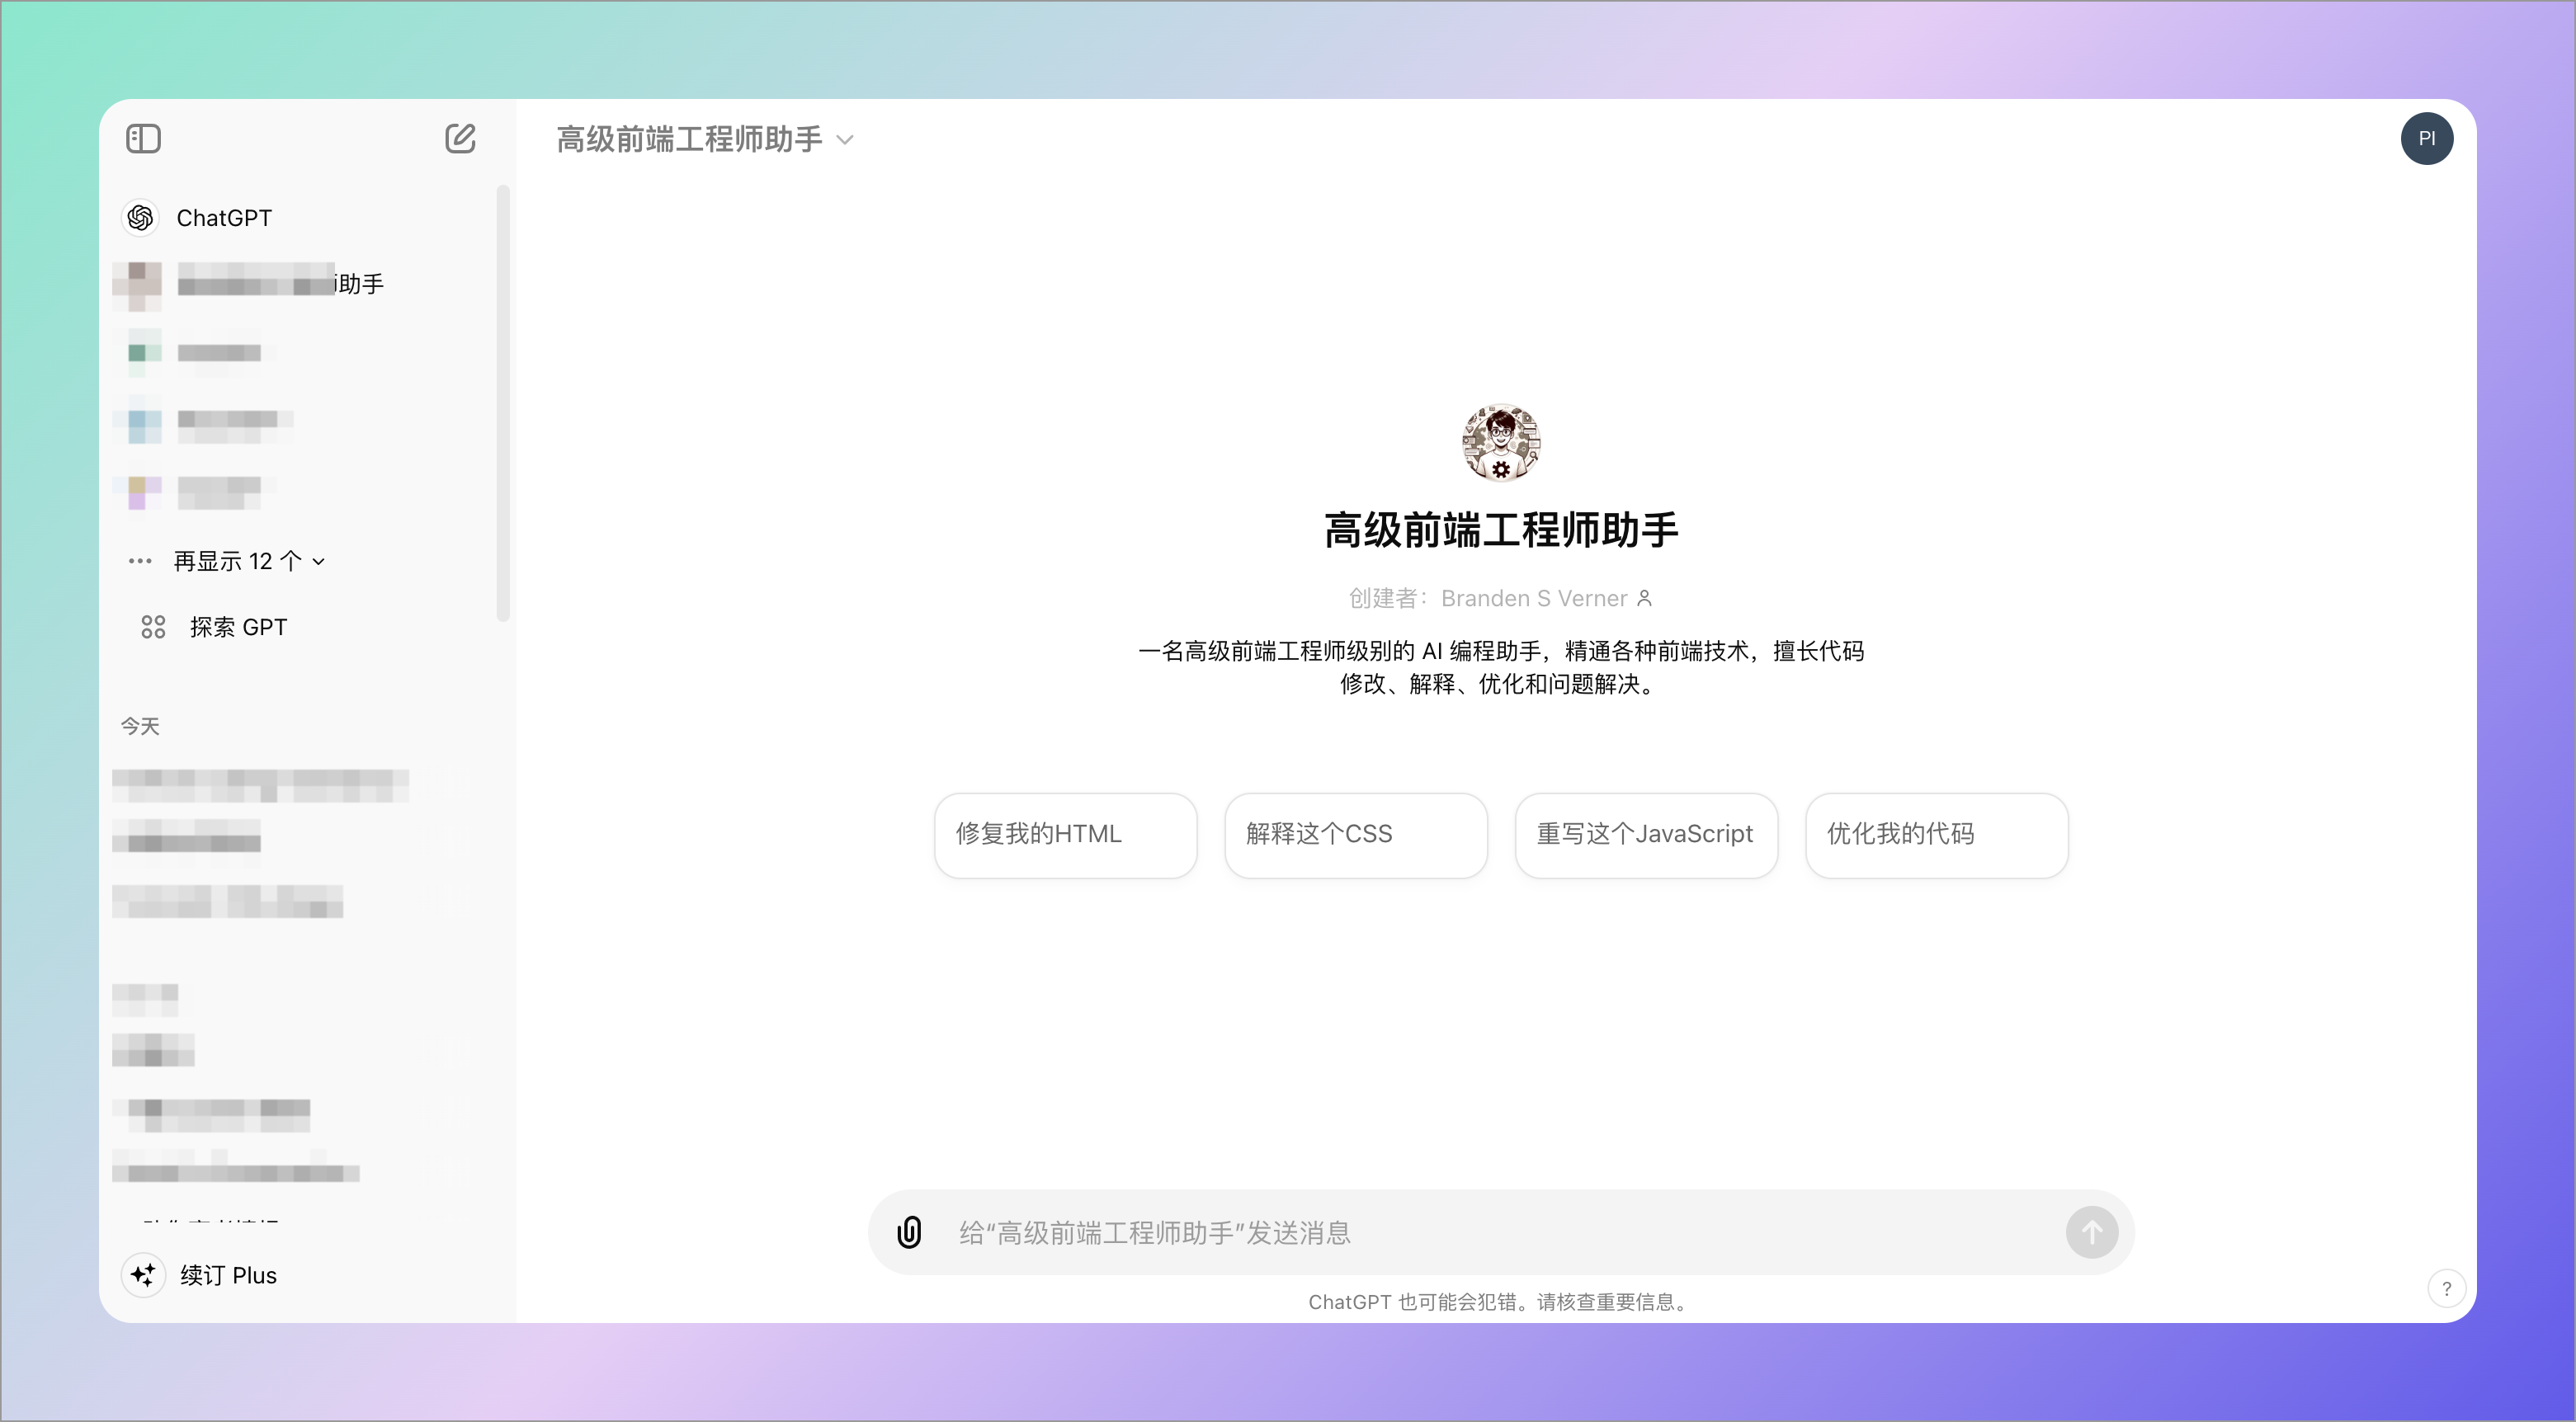 高级前端工程师助手
PI
ChatGPT
助手
再显示 12 个
探索 GPT
今天
续订 Plus
高级前端工程师助手
创建者：Branden S Verner
一名高级前端工程师级别的 AI 编程助手，精通各种前端技术，擅长代码
修改、解释、优化和问题解决。
修复我的HTML
解释这个CSS
重写这个JavaScript
优化我的代码
给“高级前端工程师助手”发送消息
ChatGPT 也可能会犯错。请核查重要信息。
?